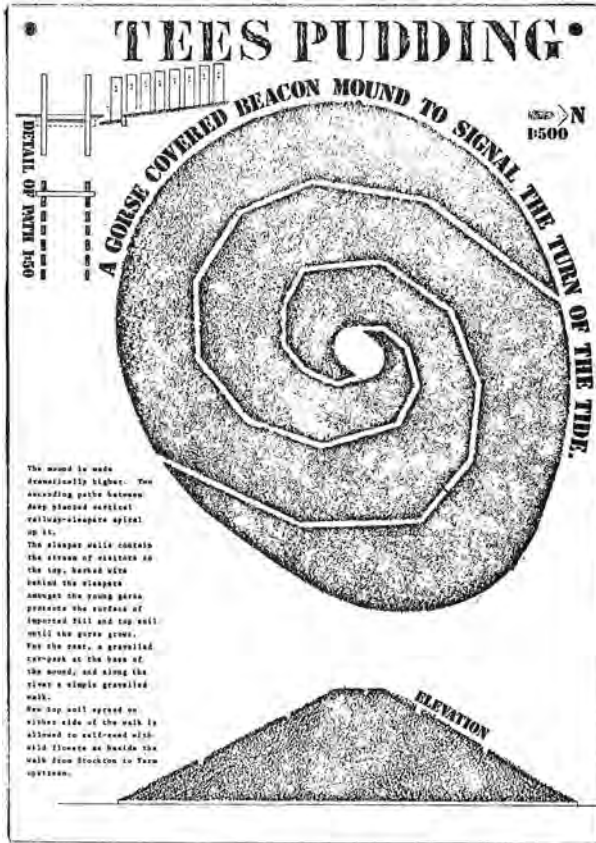 TEES PUDDING
A GORSE COVERED BEACON MOUND TO SIGNAL THE TURN OF THE TIDE.
N
1:500
DETAIL OF PATH 1:50
The mound is made
dramatically higher. Two
ascending paths between
deep planted vertical
railway-sleepers spiral
up it.
The sleeper walls contain
the stream of visitors to
the top, barbed wire
behind the sleepers
amongst the young gorse
protects the surface of
imported fill and top soil
until the gorse grows.
For the rest, a gravelled
car-park at the base of
the mound, and along the
river a simple gravelled
walk.
New top soil spread on
either side of the walk is
allowed to self-seed with
wild flowers as beside the
walk from Stockton to Yarm
upstream.
ELEVATION